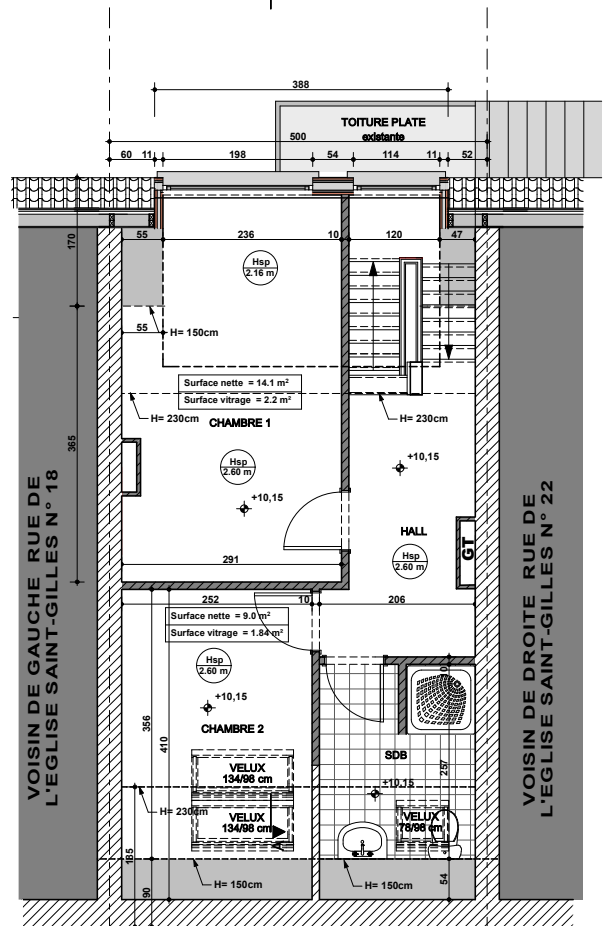 388
TOITURE PLATE
existante
500
60 11 198 54 114 11 52
170
55 236 10 120 47
Hsp
2.16 m
55
H= 150cm
Surface nette = 14.1 m²
Surface vitrage = 2.2 m²
H= 230cm
H= 230cm
CHAMBRE 1
365
Hsp
2.60 m
+10,15
+10,15
HALL
GT
Hsp
2.60 m
291
VOISIN DE GAUCHE RUE DE
L'EGLISE SAINT-GILLES N° 18
VOISIN DE DROITE RUE DE
L'EGLISE SAINT-GILLES N° 22
252 10 206
Surface nette = 9.0 m²
Surface vitrage = 1.84 m²
Hsp
2.60 m
+10,15
356
410
CHAMBRE 2
SDB
257
VELUX
134/98 cm
+10,15
H= 230cm
VELUX
134/98 cm
VELUX
78/98 cm
A
185
H= 150cm
H= 150cm
90
54